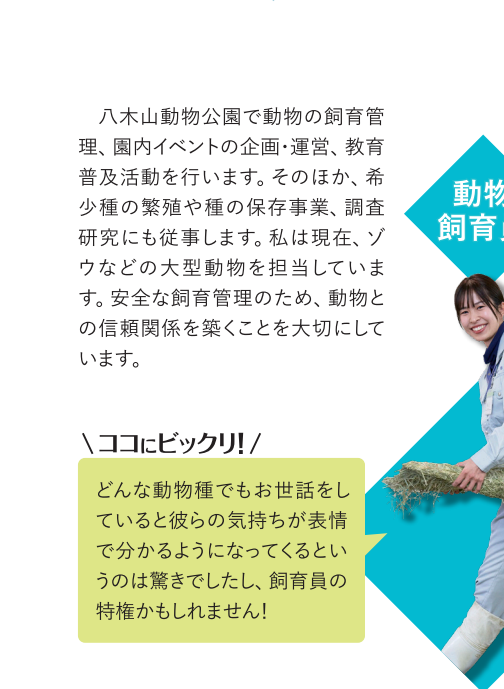 八木山動物公園で動物の飼育管
理、園内イベントの企画・運営、教育
普及活動を行います。そのほか、希
少種の繁殖や種の保存事業、調査
研究にも従事します。私は現在、ゾ
ウなどの大型動物を担当していま
す。安全な飼育管理のため、動物と
の信頼関係を築くことを大切にして
います。
動物
飼育員
\ ココにビックリ! /
どんな動物種でもお世話をし
ていると彼らの気持ちが表情
で分かるようになってくるとい
うのは驚きでしたし、飼育員の
特権かもしれません!